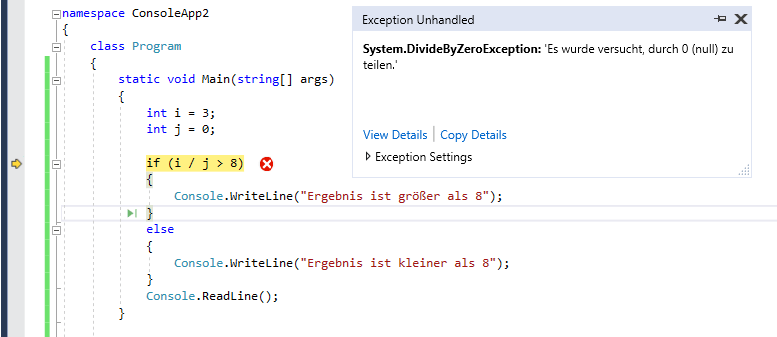 namespace ConsoleApp2
{
class Program
{
static void Main(string[] args)
{
int i = 3;
int j = 0;
if (i / j > 8)
{
Console.WriteLine("Ergebnis ist größer als 8");
}
else
{
Console.WriteLine("Ergebnis ist kleiner als 8");
}
Console.ReadLine();
}
Exception Unhandled
System.DivideByZeroException: 'Es wurde versucht, durch 0 (null) zu
teilen.'
View Details | Copy Details
Exception Settings